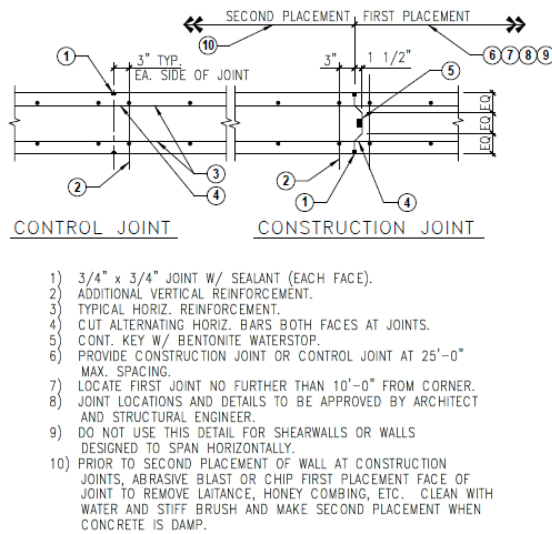 SECOND PLACEMENT FIRST PLACEMENT
10
6 7 8 9
1
3" TYP.
EA. SIDE OF JOINT
3"
1 1/2"
5
EQ
EQ
EQ
2
3
4
2
1
4
CONTROL JOINT
CONSTRUCTION JOINT
1) 3/4" x 3/4" JOINT W/ SEALANT (EACH FACE).
2) ADDITIONAL VERTICAL REINFORCEMENT.
3) TYPICAL HORIZ. REINFORCEMENT.
4) CUT ALTERNATING HORIZ. BARS BOTH FACES AT JOINTS.
5) CONT. KEY W/ BENTONITE WATERSTOP.
6) PROVIDE CONSTRUCTION JOINT OR CONTROL JOINT AT 25'-0"
MAX. SPACING.
7) LOCATE FIRST JOINT NO FURTHER THAN 10'-0" FROM CORNER.
8) JOINT LOCATIONS AND DETAILS TO BE APPROVED BY ARCHITECT
AND STRUCTURAL ENGINEER.
9) DO NOT USE THIS DETAIL FOR SHEARWALLS OR WALLS
DESIGNED TO SPAN HORIZONTALLY.
10) PRIOR TO SECOND PLACEMENT OF WALL AT CONSTRUCTION
JOINTS, ABRASIVE BLAST OR CHIP FIRST PLACEMENT FACE OF
JOINT TO REMOVE LAITANCE, HONEY COMBING, ETC. CLEAN WITH
WATER AND STIFF BRUSH AND MAKE SECOND PLACEMENT WHEN
CONCRETE IS DAMP.